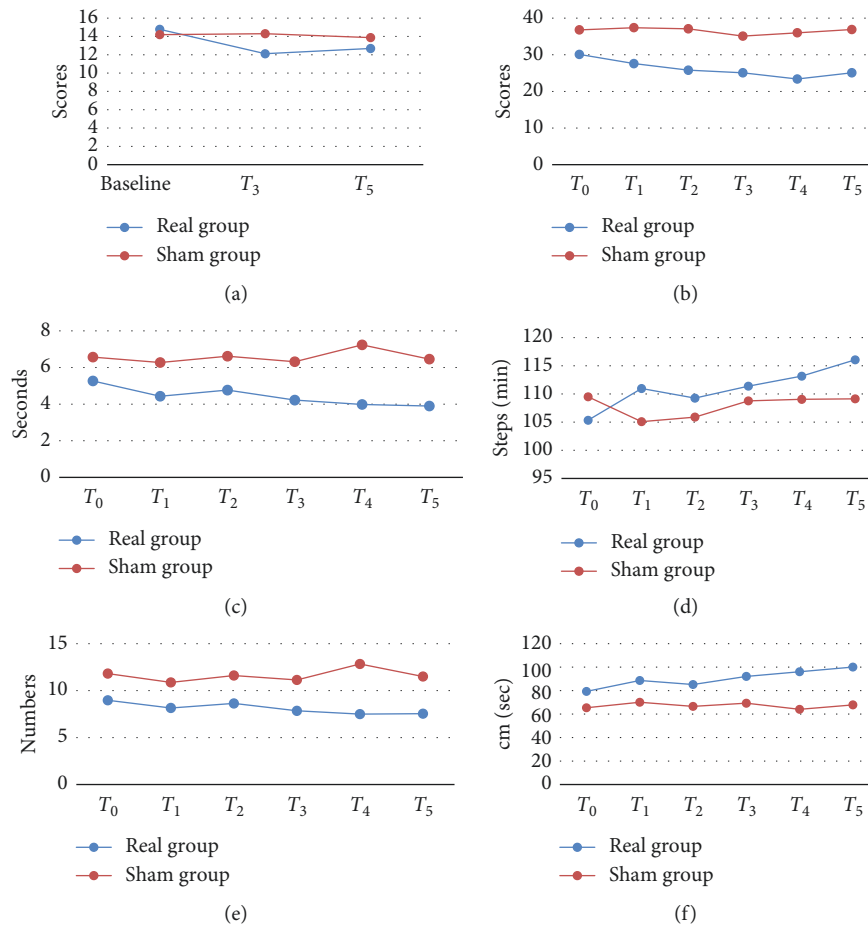 16
14
12
10
8
6
4
2
0
Scores
Baseline T₃ T₅
Real group
Sham group
(a)
40
30
20
10
0
Scores
T₀ T₁ T₂ T₃ T₄ T₅
Real group
Sham group
(b)
8
6
4
2
0
Seconds
T₀ T₁ T₂ T₃ T₄ T₅
Real group
Sham group
(c)
120
115
110
105
100
95
Steps (min)
T₀ T₁ T₂ T₃ T₄ T₅
Real group
Sham group
(d)
15
10
5
0
Numbers
T₀ T₁ T₂ T₃ T₄ T₅
Real group
Sham group
(e)
120
100
80
60
40
20
0
cm (sec)
T₀ T₁ T₂ T₃ T₄ T₅
Real group
Sham group
(f)